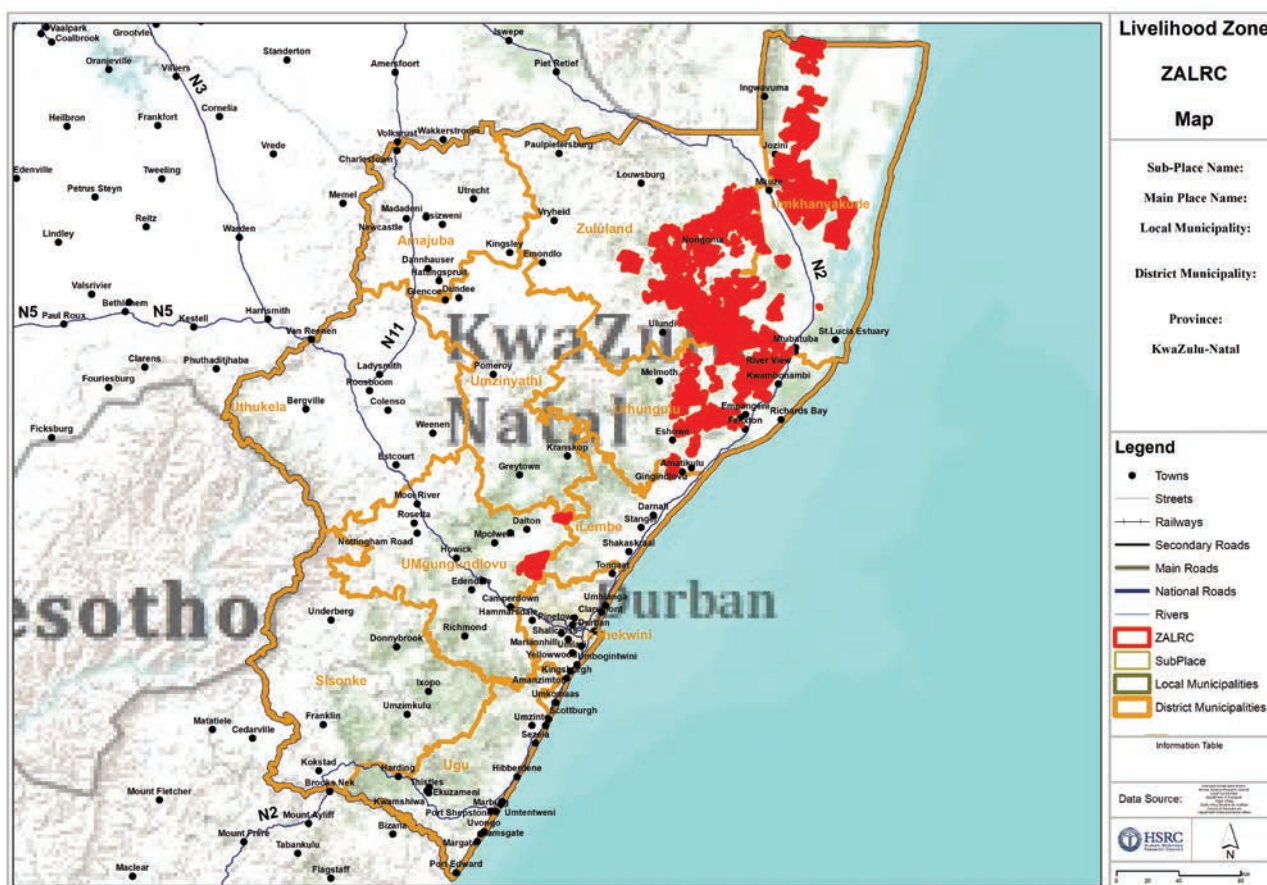 Vaalpark
Coalbrook
Grootvlei
Oranjeville
Villiers
N3
Standerton
Amersfoort
Iswepe
Piet Retief
Ingwavuma
Cornelia
Heilbron
Frankfort
Vrede
Volksrust
Wakkerstroom
Charlestown
Paulpietersburg
Jozini
Edenville
Tweeling
Petrus Steyn
Memel
Utrecht
Louwsburg
Mkuze
Umkhanyakude
Reitz
Madadeni
Newcastle
Vryheid
Zululand
Lindley
Warden
Amajuba
Kingsley
Emondlo
Nongoma
N2
Dannhauser
Hattingspruit
Glencoe
Dundee
Valsrivier
Bethlehem
N5
Paul Roux
N5
Kestell
Harrismith
Van Reenen
N11
KwaZulu
Natal
Ulundi
Mtubatuba
St.Lucia Estuary
River View
Clarens
Phuthaditjhaba
Fouriesburg
Ladysmith
Roosboom
Colenso
Pomeroy
Umzinyathi
Melmoth
Kwambonambi
Uthungulu
Uthukela
Bergville
Weenen
Empangeni
Felixton
Richards Bay
Ficksburg
Estcourt
Kranskop
Greytown
Eshowe
Amatikulu
Gingindlovu
Mooi River
Rosetta
Nottingham Road
Dalton
Mpolweni
iLembe
Darnall
Stanger
Shakaskraal
Howick
UMgungundlovu
Tongaat
Edendale
Camperdown
Hammarsdale
Umhlanga
Durban
esotho
Underberg
Richmond
Donnybrook
Pinetown
Durban
Mariannhill
Yellowwood
Umbogintwini
Kingsburgh
Amanzimtoti
Sisonke
Ixopo
Umzimkulu
Umkomaas
Scottburgh
Umzinto
Sezela
Matatiele
Cedarville
Franklin
Kokstad
Brooks Nek
Harding
Ugu
Hibberdene
Thistles
Ekuzameni
Kwamshiwa
Marburg
Port Shepstone
Umtentweni
Mount Fletcher
N2
Mount Ayliff
Mount Frere
Tabankulu
Bizana
Uvongo
Ramsgate
Margate
Maclear
Flagstaff
Port Edward
Livelihood Zone
ZALRC
Map
Sub-Place Name:
Main Place Name:
Local Municipality:
District Municipality:
Province:
KwaZulu-Natal
Legend
Towns
Streets
Railways
Secondary Roads
Main Roads
National Roads
Rivers
ZALRC
SubPlace
Local Municipalities
District Municipalities
Information Table
Data Source:
HSRC
N
0 20 40 80